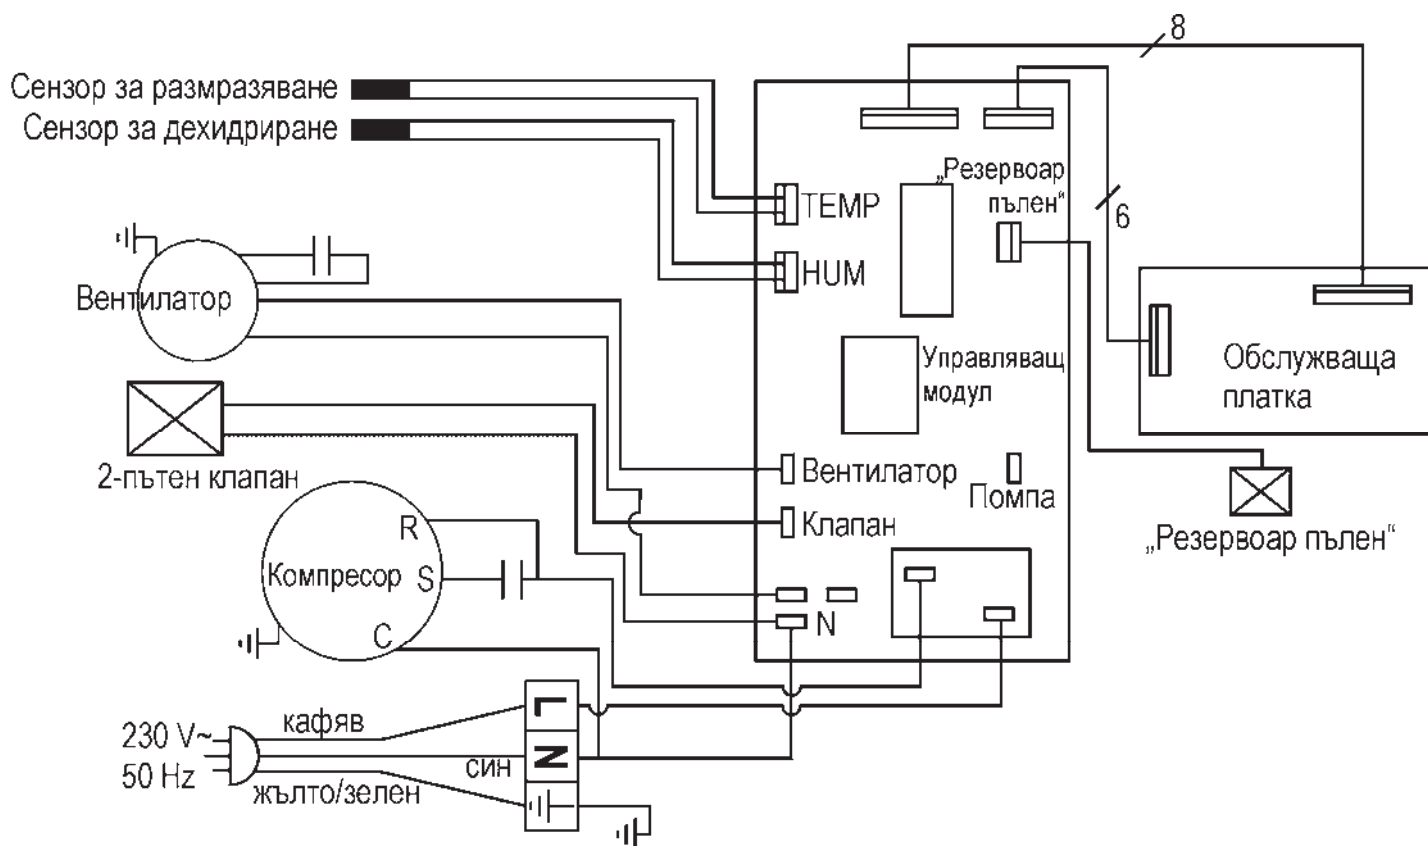 8
Сензор за размразяване
Сензор за дехидриране
„Резервоар
пълен“
TEMP
6
HUM
Вентилатор
Управляващ
модул
Обслужваща
платка
2-пътен клапан
Вентилатор
Помпа
Клапан
„Резервоар пълен“
R
Компресор
S
C
N
L
кафяв
230 V~
N
син
50 Hz
жълто/зелен